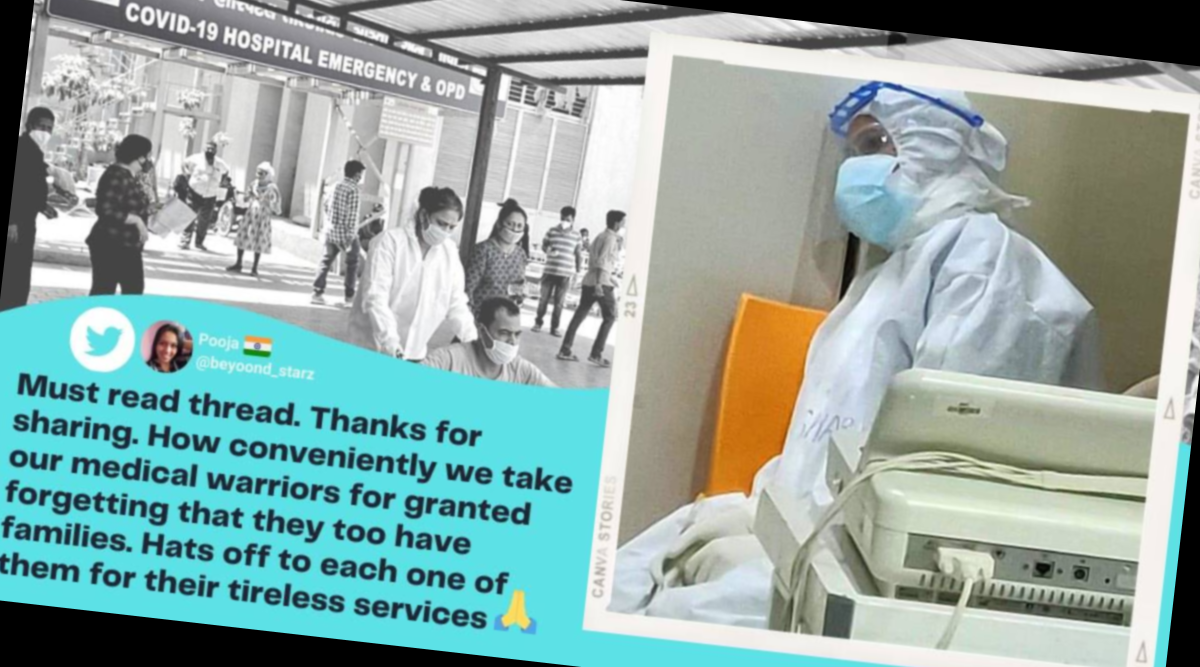 COVID-19 HOSPITAL EMERGENCY & OPD
Pooja
@beyoond_starz
Must read thread. Thanks for
sharing. How conveniently we take
our medical warriors for granted
forgetting that they too have
families. Hats off to each one of
them for their tireless services 🙏
23
CANVA STORIES